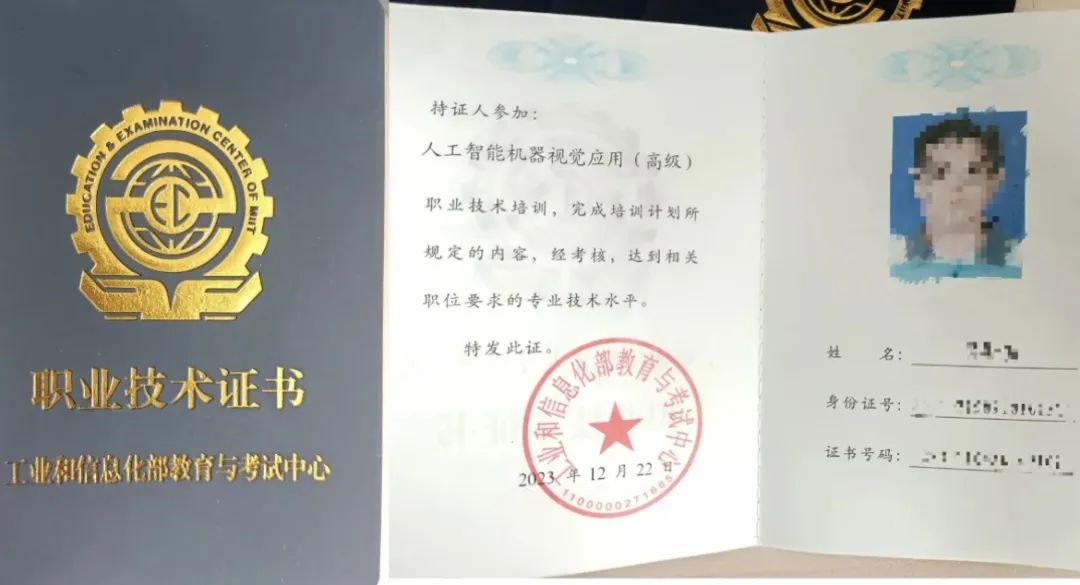 EDUCATION & EXAMINATION CENTER OF MIIT
EC
职业技术证书
工业和信息化部教育与考试中心
持证人参加：
人工智能机器视觉应用（高级）
职业技术培训，完成培训计划所
规定的内容，经考核，达到相关
职位要求的专业技术水平。
特发此证。
工业和信息化部教育与考试中心
2023 年 12 月 22 日
姓 名：
身份证号：
证书号码：